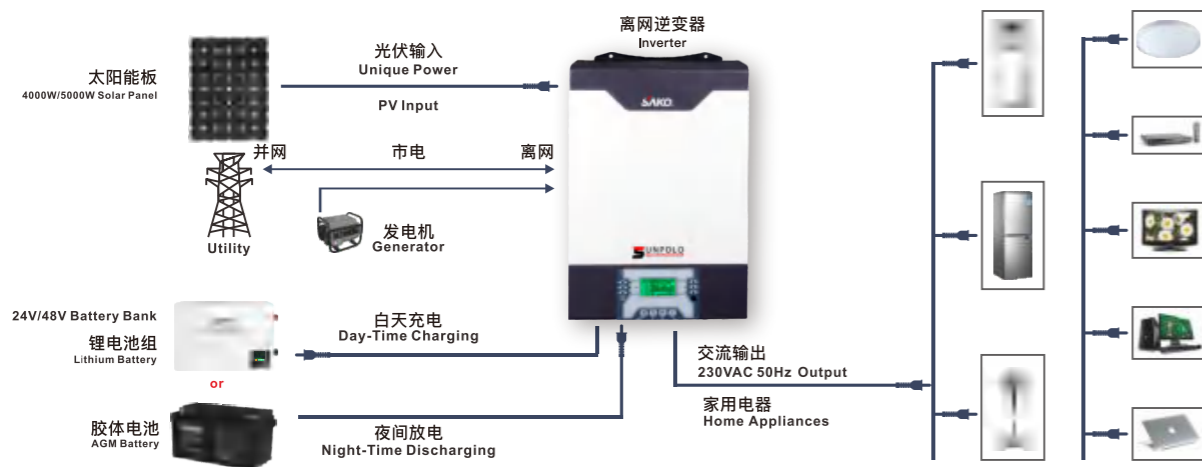 离网逆变器
Inverter
太阳能板
4000W/5000W Solar Panel
光伏输入
Unique Power
PV Input
SAKO
并网
市电
离网
Utility
发电机
Generator
SUNPOLO
24V/48V Battery Bank
锂电池组
Lthium Battery
or
胶体电池
AGM Battery
白天充电
Day-Time Charging
夜间放电
Night-Time Discharging
交流输出
230VAC 50Hz Output
家用电器
Home Appliances